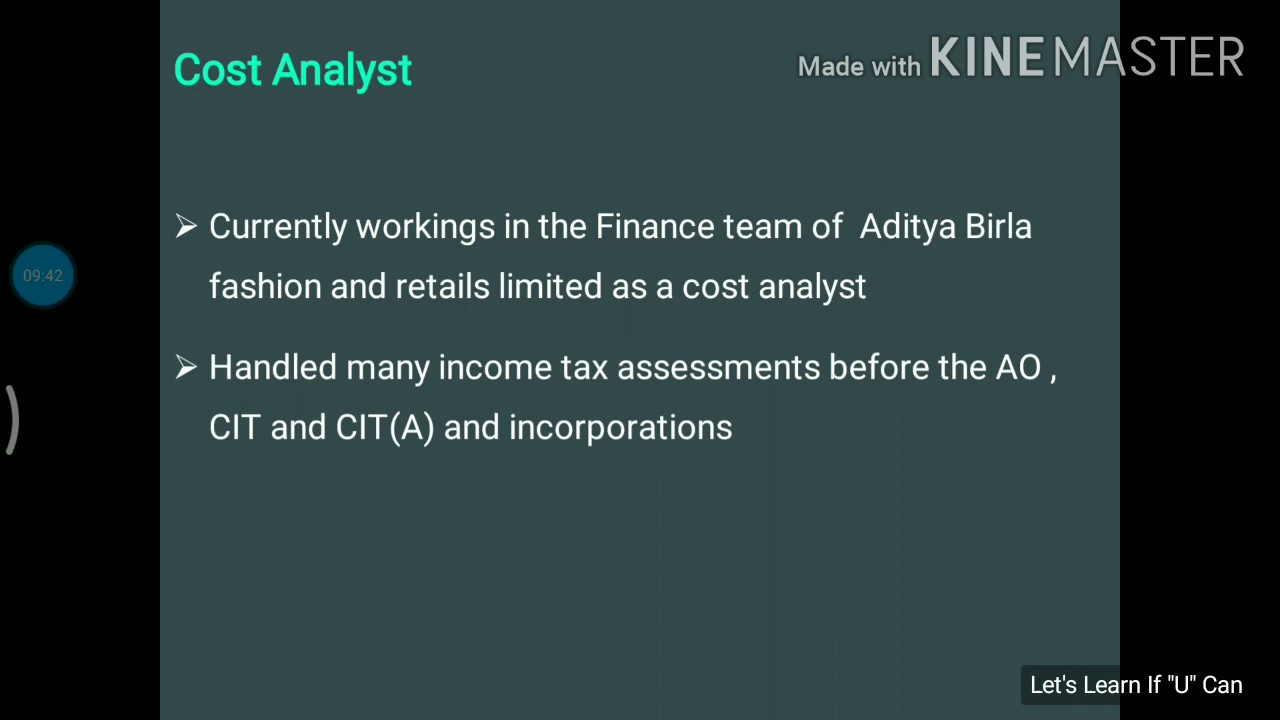 Cost Analyst
Made with KINEMASTER
➢ Currently workings in the Finance team of Aditya Birla
fashion and retails limited as a cost analyst
09:42
➢ Handled many income tax assessments before the AO ,
CIT and CIT(A) and incorporations
Let's Learn If "U" Can